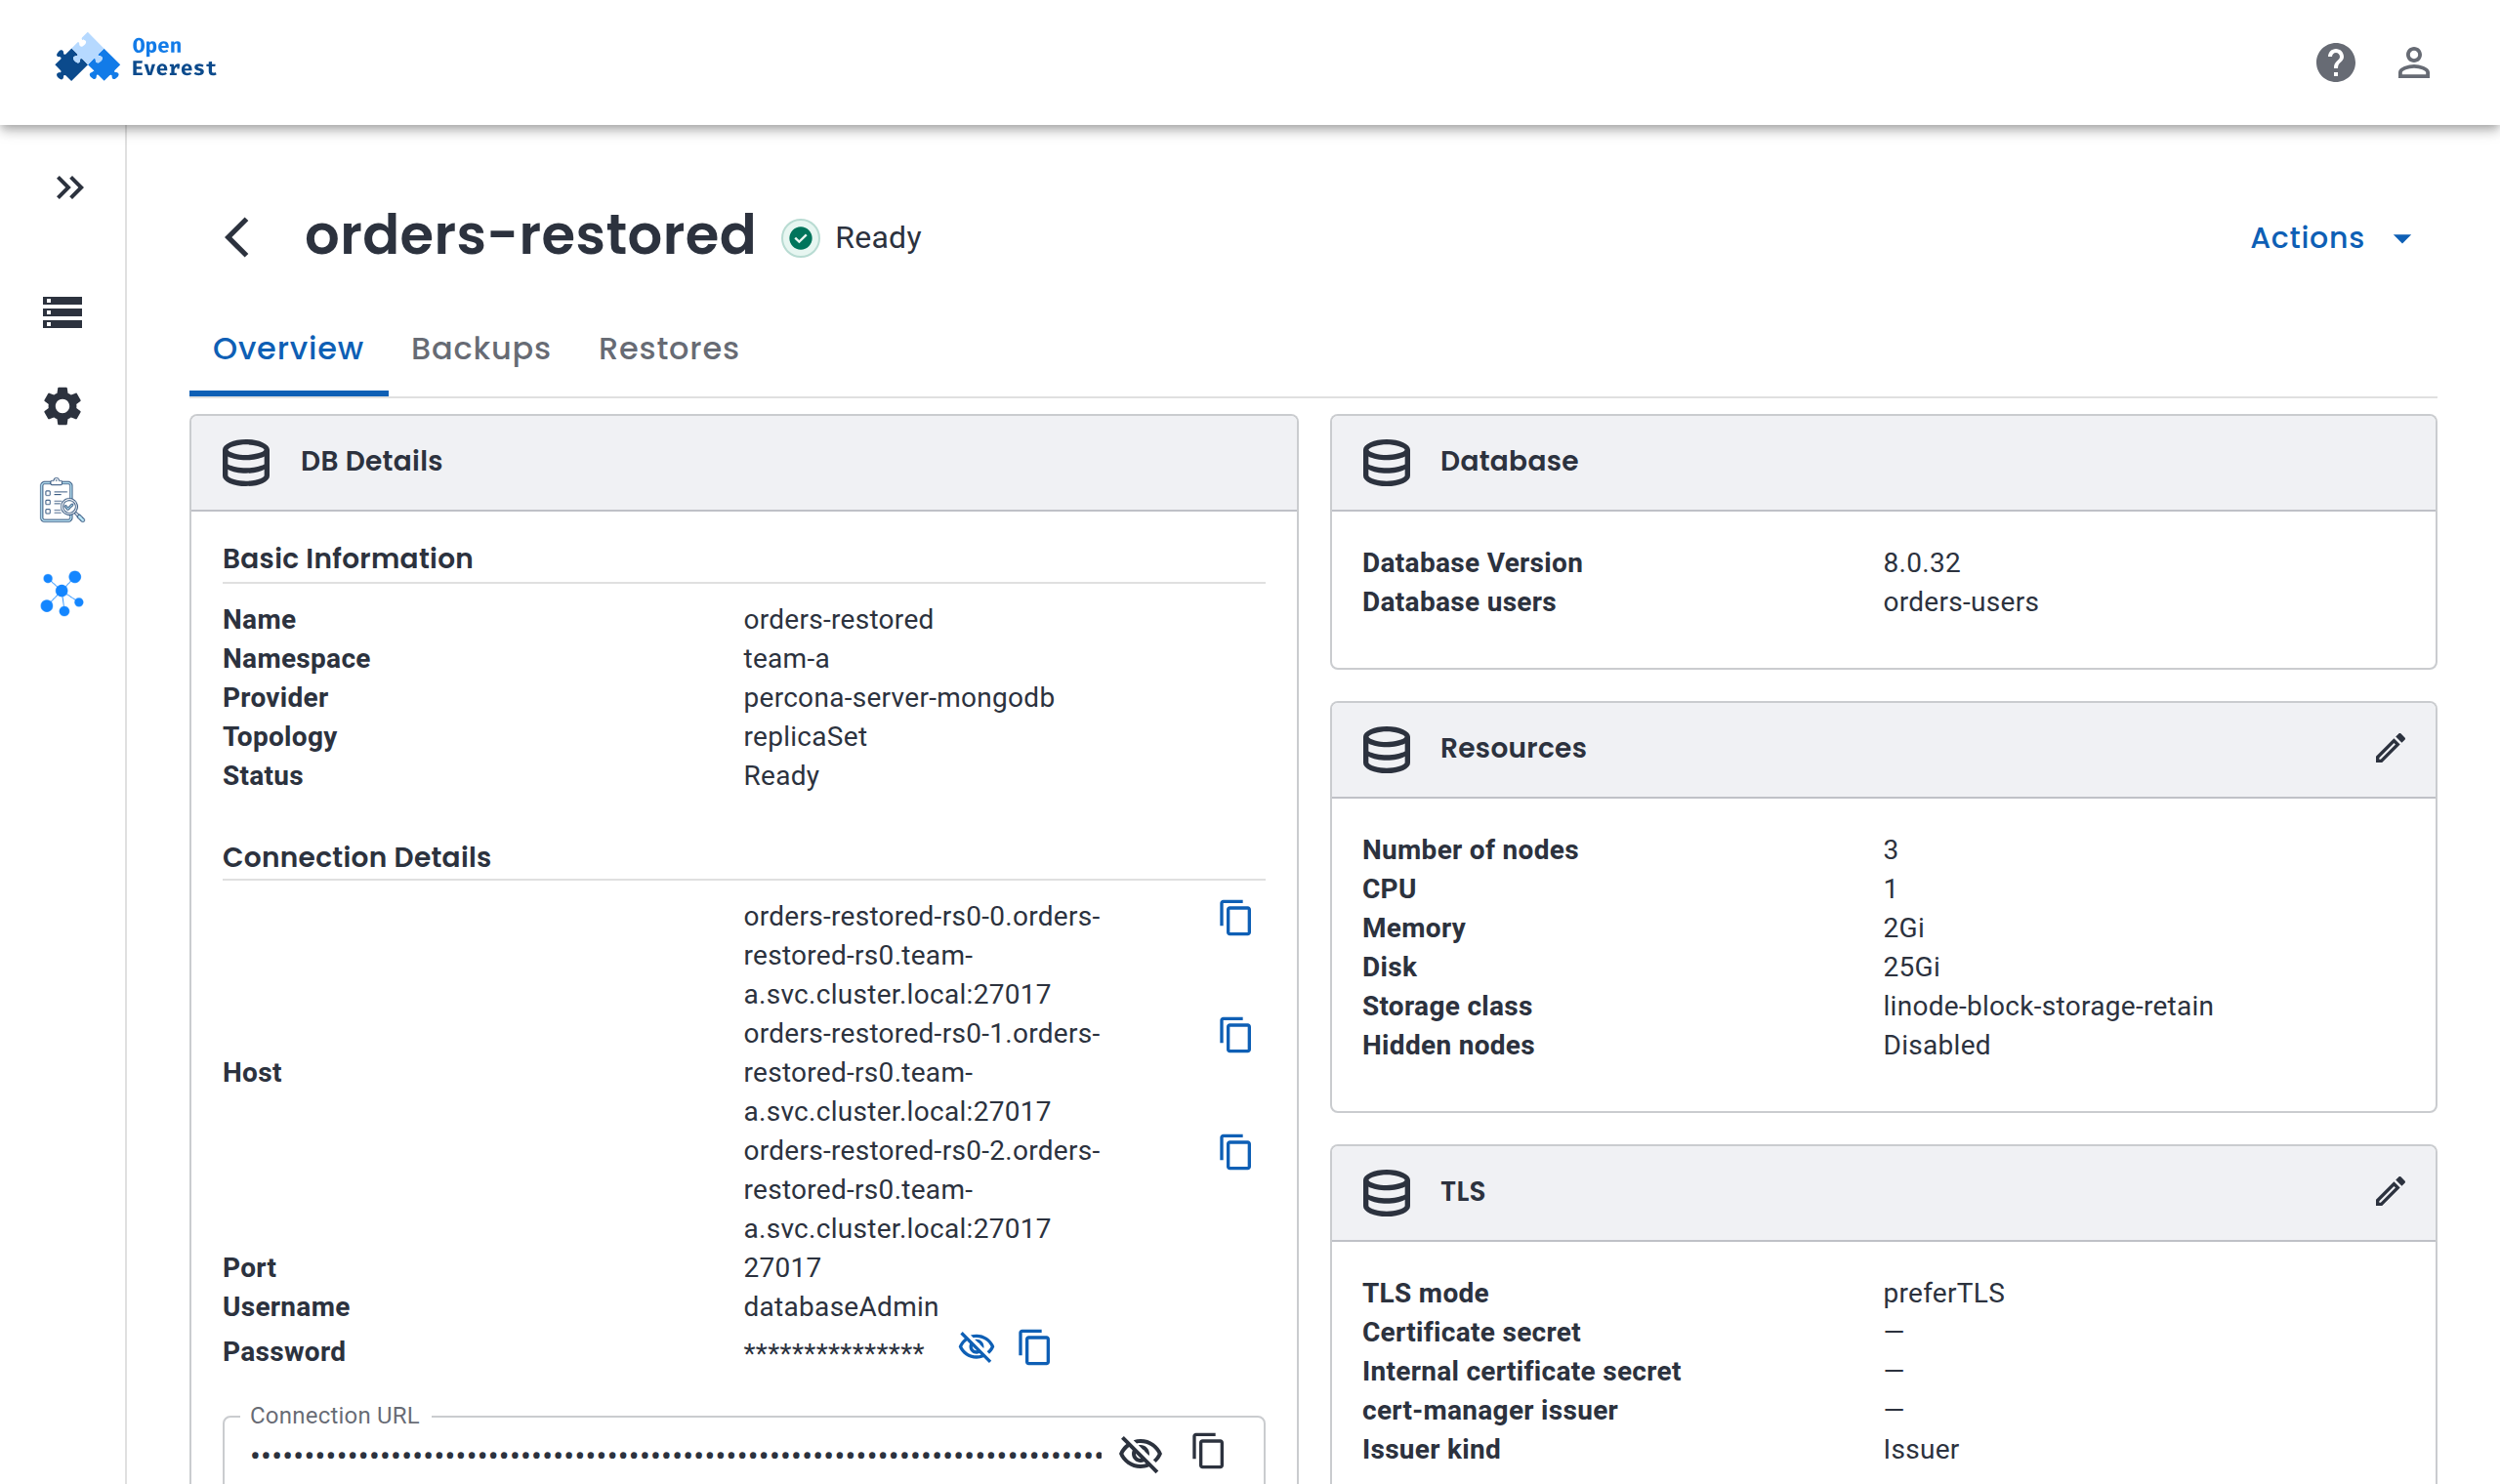 Open
Everest
orders-restored
Ready
Actions
Overview
Backups
Restores
DB Details
Basic Information
Name orders-restored
Namespace team-a
Provider percona-server-mongodb
Topology replicaSet
Status Ready
Connection Details
Host
orders-restored-rs0-0.orders-
restored-rs0.team-
a.svc.cluster.local:27017
orders-restored-rs0-1.orders-
restored-rs0.team-
a.svc.cluster.local:27017
orders-restored-rs0-2.orders-
restored-rs0.team-
a.svc.cluster.local:27017
Port 27017
Username databaseAdmin
Password ***************
Connection URL
Database
Database Version 8.0.32
Database users orders-users
Resources
Number of nodes 3
CPU 1
Memory 2Gi
Disk 25Gi
Storage class linode-block-storage-retain
Hidden nodes Disabled
TLS
TLS mode preferTLS
Certificate secret —
Internal certificate secret —
cert-manager issuer —
Issuer kind Issuer